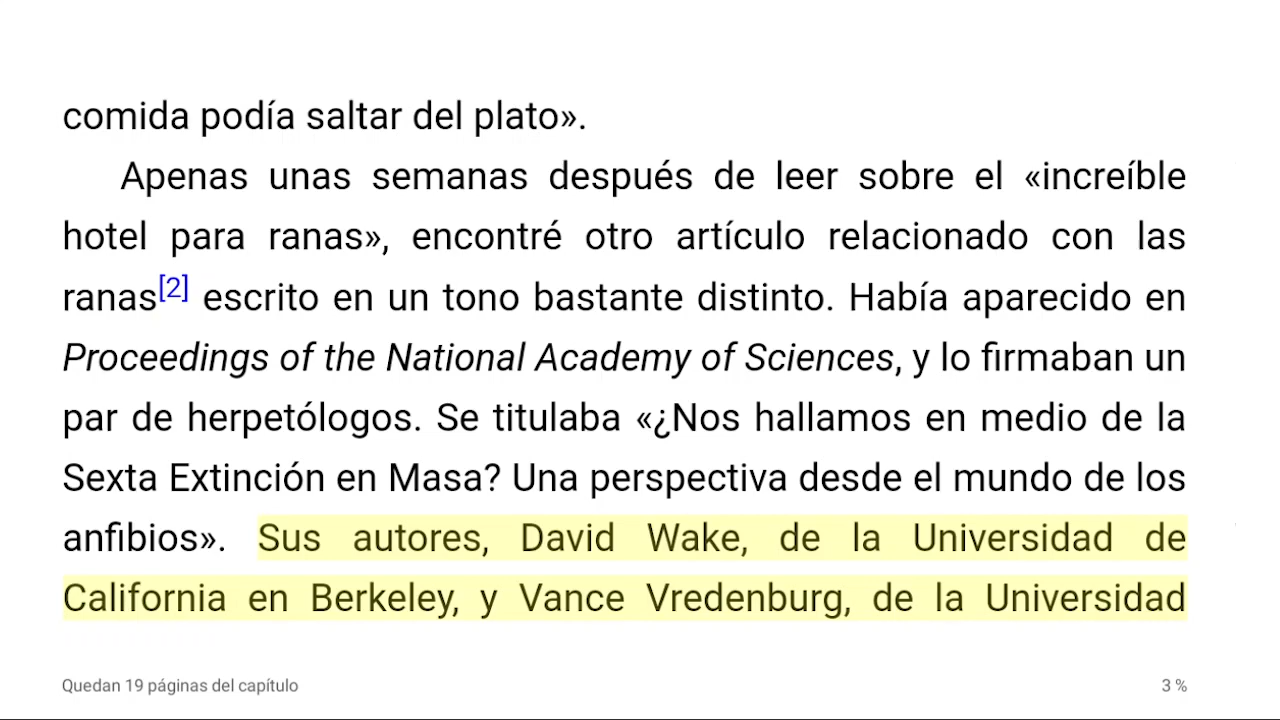 comida podía saltar del plato».
Apenas unas semanas después de leer sobre el «increíble
hotel para ranas», encontré otro artículo relacionado con las
ranas[2] escrito en un tono bastante distinto. Había aparecido en
Proceedings of the National Academy of Sciences, y lo firmaban un
par de herpetólogos. Se titulaba «¿Nos hallamos en medio de la
Sexta Extinción en Masa? Una perspectiva desde el mundo de los
anfibios». Sus autores, David Wake, de la Universidad de
California en Berkeley, y Vance Vredenburg, de la Universidad
Quedan 19 páginas del capítulo
3 %